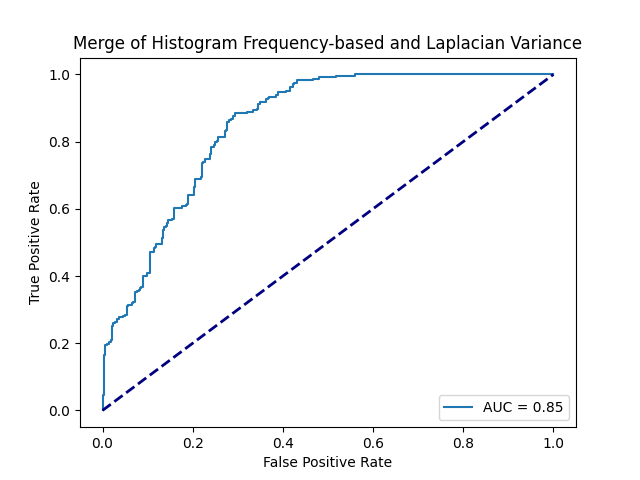 Merge of Histogram Frequency-based and Laplacian Variance
1.0
0.8
0.6
0.4
0.2
0.0
True Positive Rate
AUC = 0.85
0.0 0.2 0.4 0.6 0.8 1.0
False Positive Rate